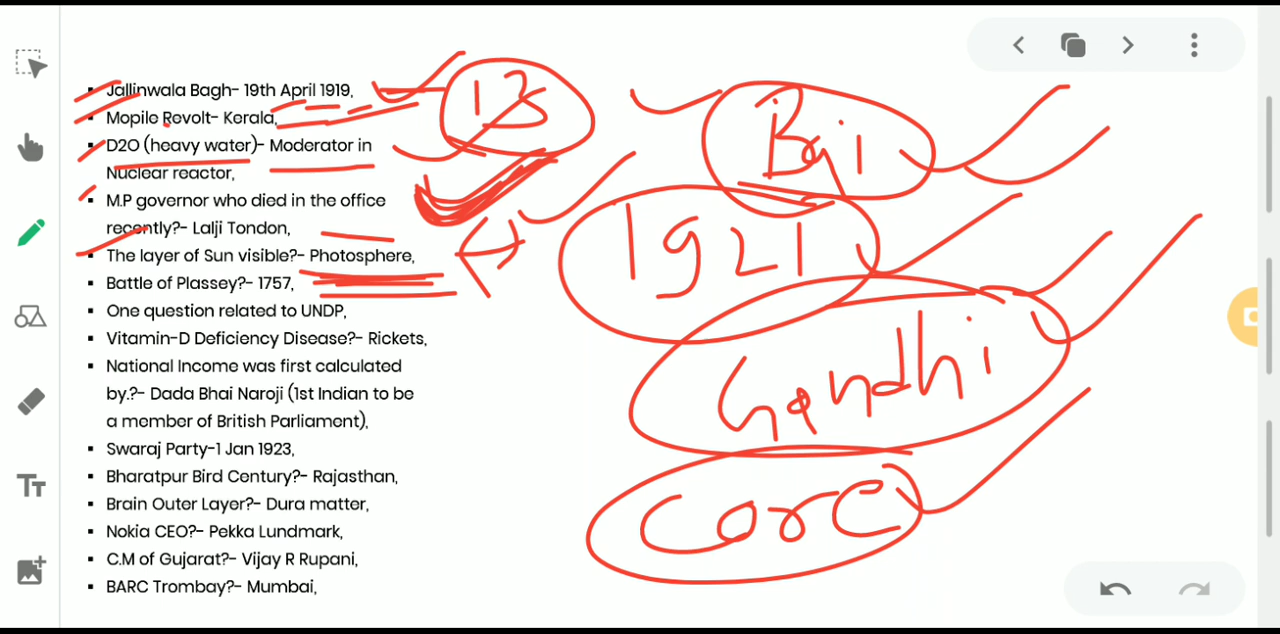 ▪ Jallinwala Bagh- 19th April 1919,
▪ Mopile Revolt- Kerala,
▪ D2O (heavy water)- Moderator in
Nuclear reactor,
▪ M.P governor who died in the office
recently?- Lalji Tondon,
▪ The layer of Sun visible?- Photosphere,
▪ Battle of Plassey?- 1757,
▪ One question related to UNDP,
▪ Vitamin-D Deficiency Disease?- Rickets,
▪ National Income was first calculated
by.?- Dada Bhai Naroji (1st Indian to be
a member of British Parliament),
▪ Swaraj Party-1 Jan 1923,
▪ Bharatpur Bird Century?- Rajasthan,
▪ Brain Outer Layer?- Dura matter,
▪ Nokia CEO?- Pekka Lundmark,
▪ C.M of Gujarat?- Vijay R Rupani,
▪ BARC Trombay?- Mumbai,
13
1921
Gandhi
Core
Tt